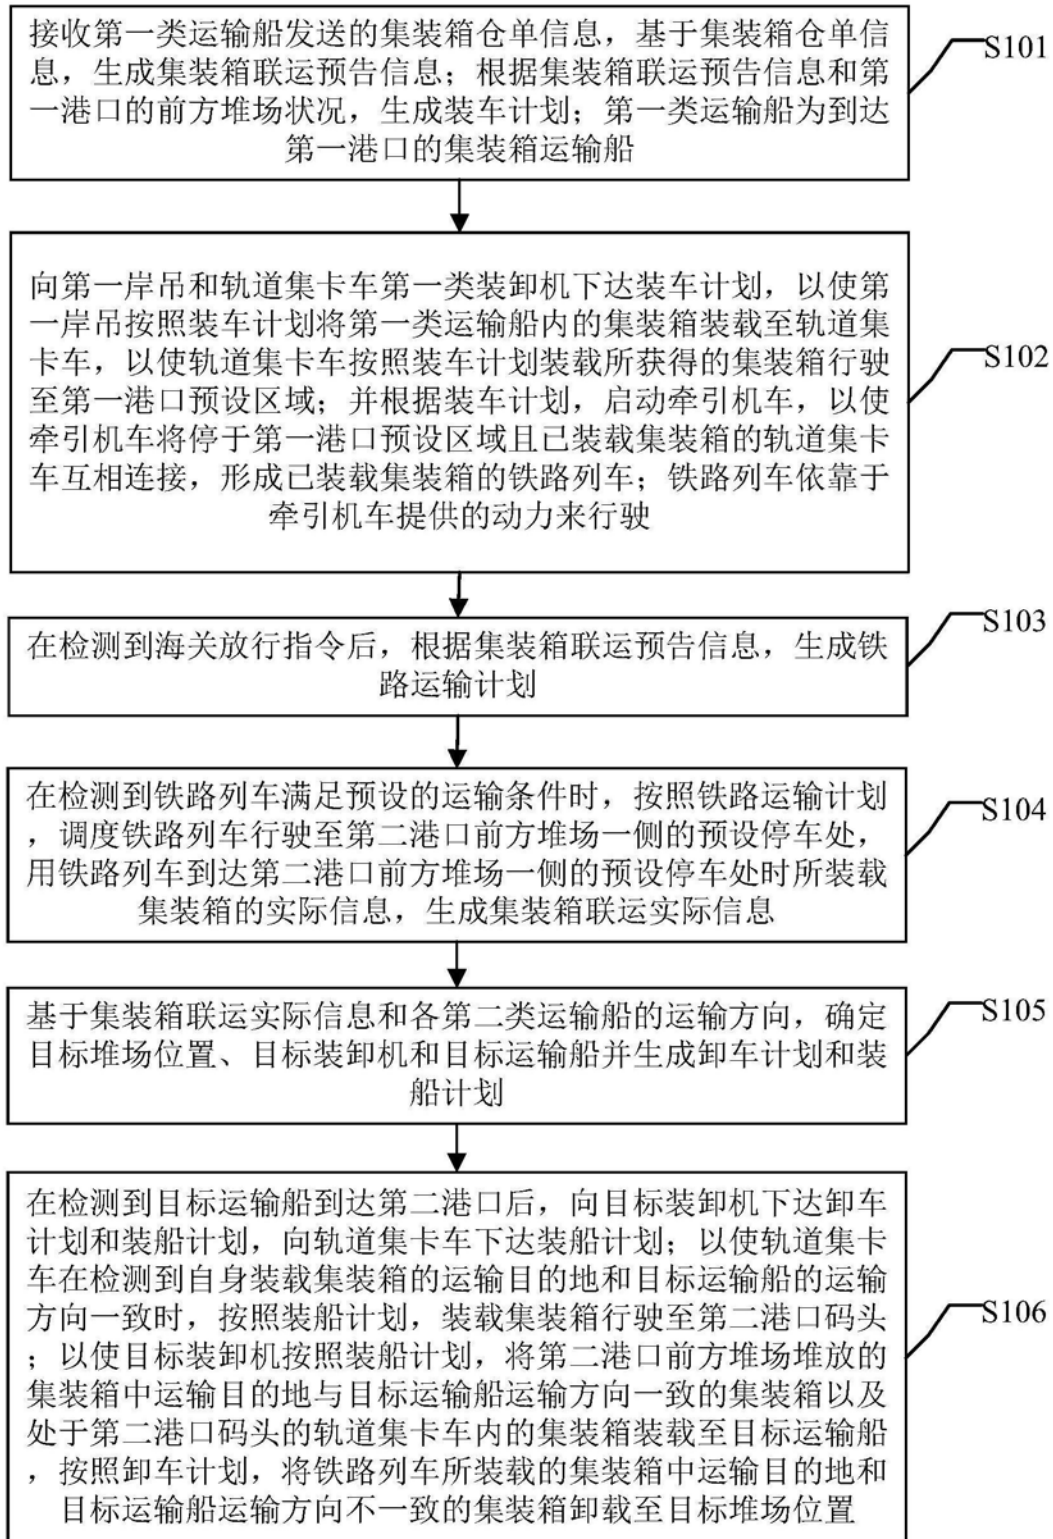 接收第一类运输船发送的集装箱仓单信息，基于集装箱仓单信
息，生成集装箱联运预告信息；根据集装箱联运预告信息和第
一港口的前方堆场状况，生成装车计划；第一类运输船为到达
第一港口的集装箱运输船
S101
向第一岸吊和轨道集卡车第一类装卸机下达装车计划，以使第
一岸吊按照装车计划将第一类运输船内的集装箱装载至轨道集
卡车，以使轨道集卡车按照装车计划装载所获得的集装箱行驶
至第一港口预设区域；并根据装车计划，启动牵引机车，以使
牵引机车将停于第一港口预设区域且已装载集装箱的轨道集卡
车互相连接，形成已装载集装箱的铁路列车；铁路列车依靠于
牵引机车提供的动力来行驶
S102
在检测到海关放行指令后，根据集装箱联运预告信息，生成铁
路运输计划
S103
在检测到铁路列车满足预设的运输条件时，按照铁路运输计划
，调度铁路列车行驶至第二港口前方堆场一侧的预设停车处，
用铁路列车到达第二港口前方堆场一侧的预设停车处时所装载
集装箱的实际信息，生成集装箱联运实际信息
S104
基于集装箱联运实际信息和各第二类运输船的运输方向，确定
目标堆场位置、目标装卸机和目标运输船并生成卸车计划和装
船计划
S105
在检测到目标运输船到达第二港口后，向目标装卸机下达卸车
计划和装船计划，向轨道集卡车下达装船计划；以使轨道集卡
车在检测到自身装载集装箱的运输目的地和目标运输船的运输
方向一致时，按照装船计划，装载集装箱行驶至第二港口码头
；以使目标装卸机按照装船计划，将第二港口前方堆场堆放的
集装箱中运输目的地与目标运输船运输方向一致的集装箱以及
处于第二港口码头的轨道集卡车内的集装箱装载至目标运输船
，按照卸车计划，将铁路列车所装载的集装箱中运输目的地和
目标运输船运输方向不一致的集装箱卸载至目标堆场位置
S106